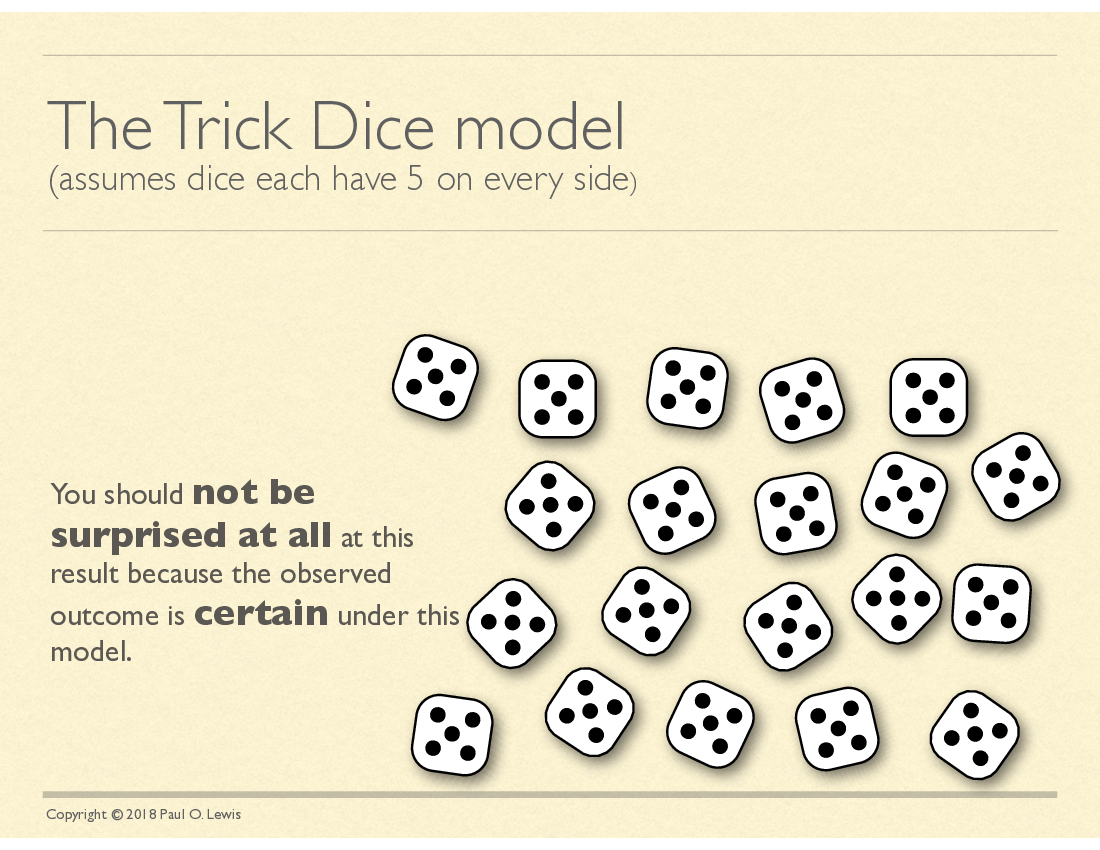 The Trick Dice model
(assumes dice each have 5 on every side)
You should not be
surprised at all at this
result because the observed
outcome is certain under this
model.
Copyright © 2018 Paul O. Lewis